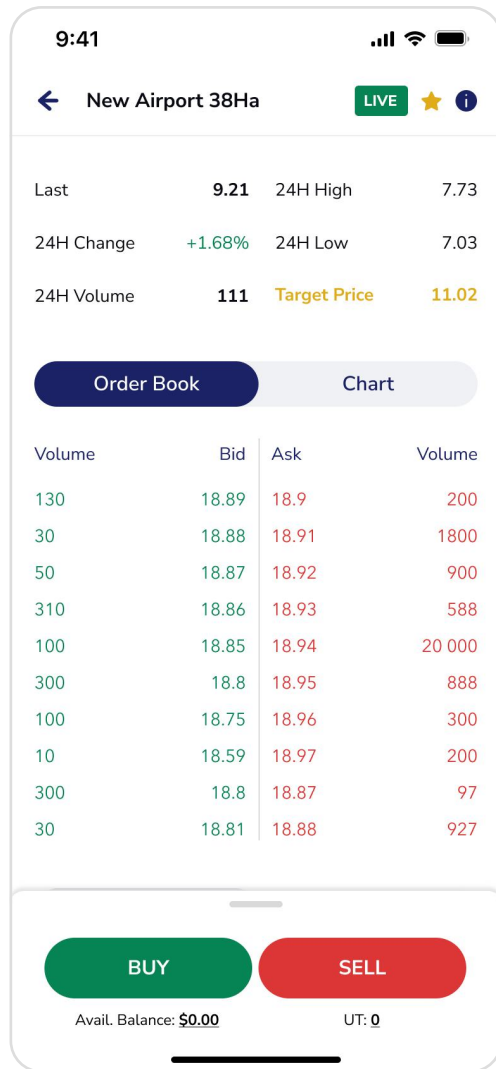 9:41
New Airport 38Ha LIVE
Last 9.21 24H High 7.73
24H Change +1.68% 24H Low 7.03
24H Volume 111 Target Price 11.02
Order Book Chart
Volume Bid Ask Volume
130 18.89 18.9 200
30 18.88 18.91 1800
50 18.87 18.92 900
310 18.86 18.93 588
100 18.85 18.94 20 000
300 18.8 18.95 888
100 18.75 18.96 300
10 18.59 18.97 200
300 18.8 18.87 97
30 18.81 18.88 927
BUY SELL
Avail. Balance: $0.00 UT: 0